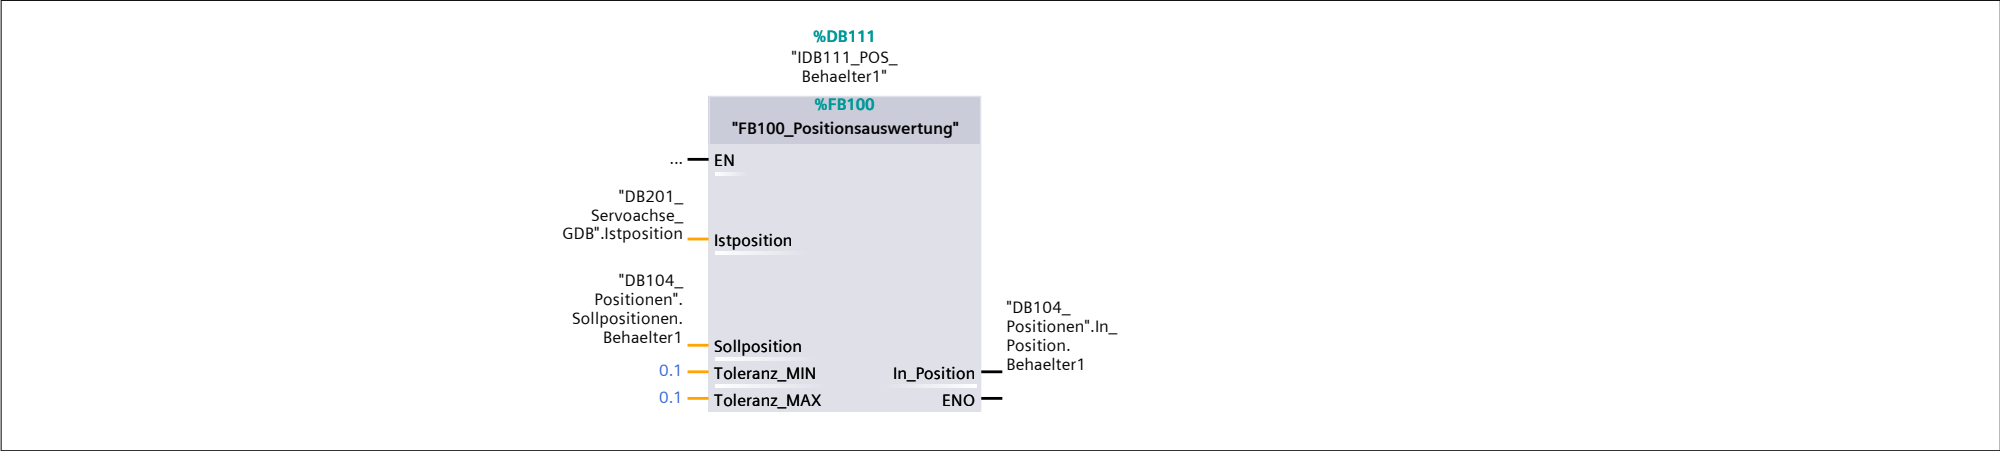 %DB111
"IDB111_POS_
Behaelter1"
%FB100
"FB100_Positionsauswertung"
... EN
"DB201_
Servoachse_
GDB".Istposition
Istposition
"DB104_
Positionen".
Sollpositionen.
Behaelter1
Sollposition
0.1 Toleranz_MIN
0.1 Toleranz_MAX
"DB104_
Positionen".In_
Position.
Behaelter1
In_Position
ENO